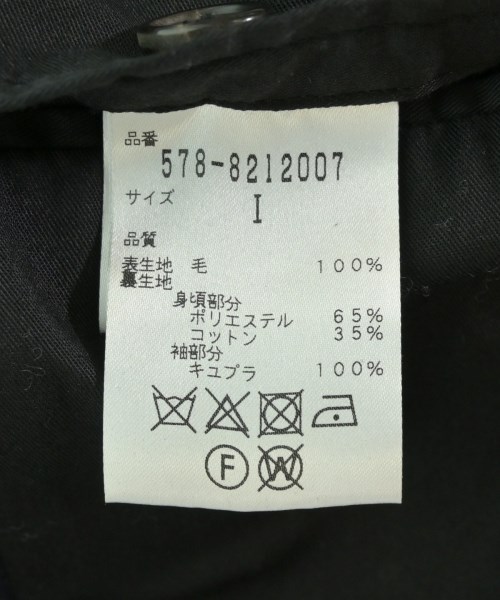 品番
578-8212007
サイズ
I
品質
表生地 毛 100%
裏生地
身頃部分
ポリエステル 65%
コットン 35%
袖部分
キュプラ 100%
F W